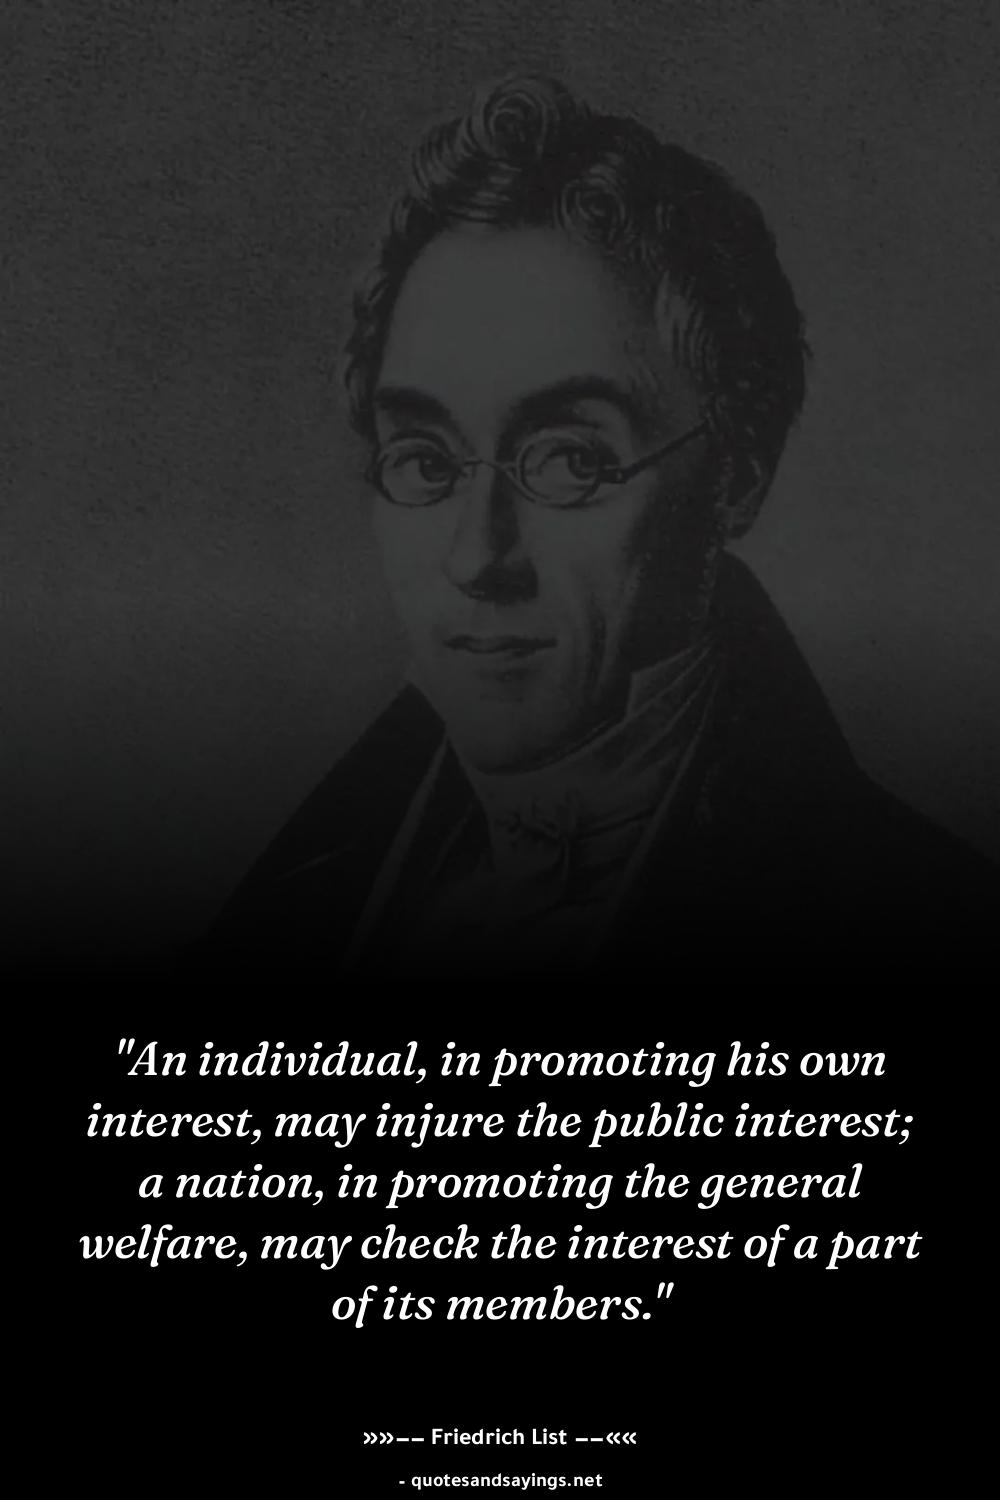 "An individual, in promoting his own
interest, may injure the public interest;
a nation, in promoting the general
welfare, may check the interest of a part
of its members."
»»−− Friedrich List −−««
- quotesandsayings.net